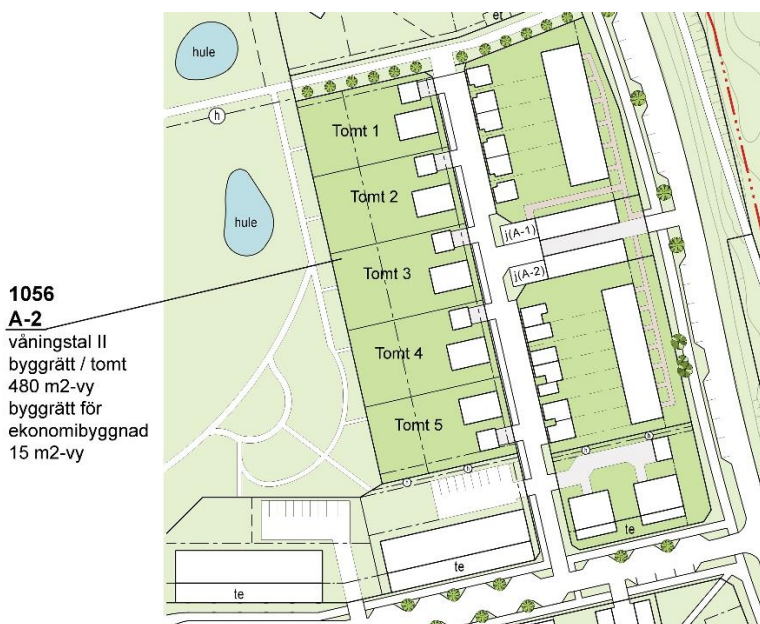 et
hule
h
Tomt 1
Tomt 2
hule
j(A-1)
j(A-2)
Tomt 3
1056
A-2
våningstal II
byggrätt / tomt
480 m2-vy
byggrätt för
ekonomibyggnad
15 m2-vy
Tomt 4
Tomt 5
te
te
te